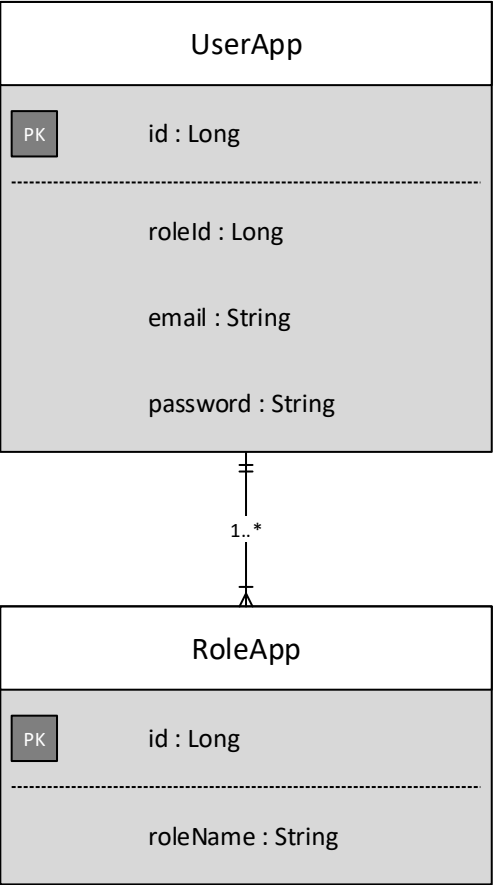 UserApp
PK id : Long
roleId : Long
email : String
password : String
1..*
RoleApp
PK id : Long
roleName : String